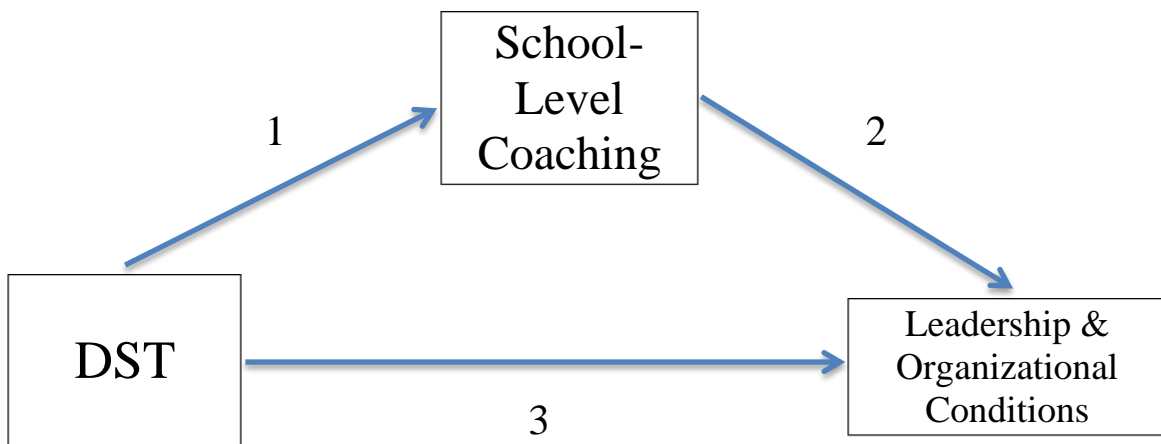 School-
Level
Coaching
1
2
DST
Leadership &
Organizational
Conditions
3